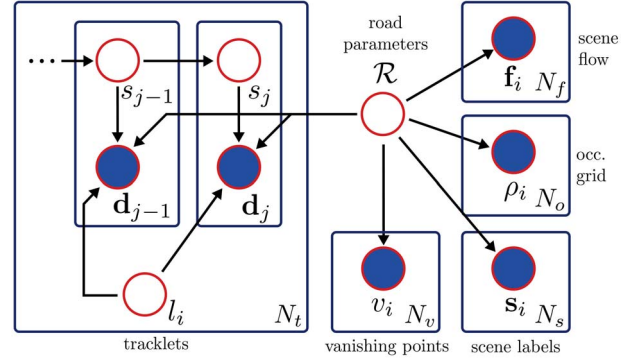 road
parameters
R
scene
flow
f_i N_f
s_{j−1} s_j
occ.
grid
ρ_i N_o
d_{j−1} d_j
l_i N_t
v_i N_v
s_i N_s
tracklets
vanishing points
scene labels